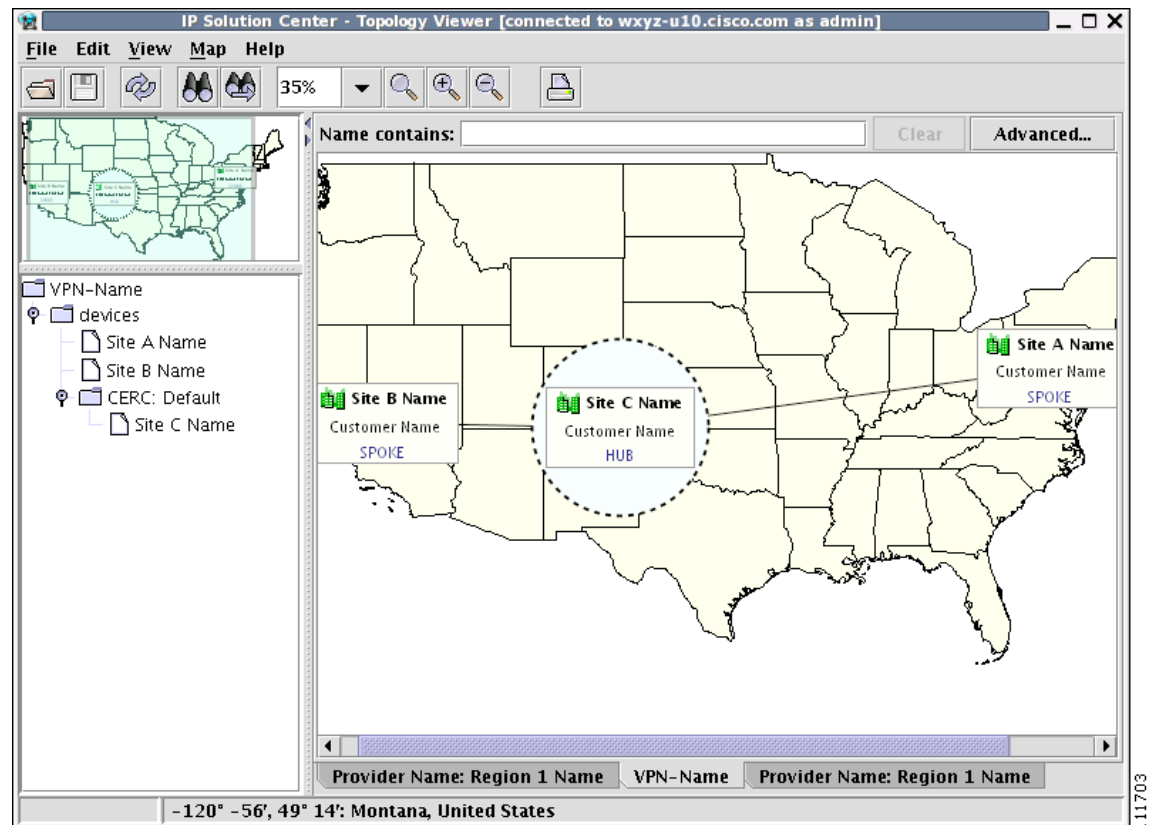 IP Solution Center - Topology Viewer [connected to wxyz-u10.cisco.com as admin]
File Edit View Map Help
35%
Name contains: Clear Advanced...
VPN-Name
devices
Site A Name
Site B Name
CERC: Default
Site C Name
Site A Name
Customer Name
SPOKE
Site B Name
Customer Name
SPOKE
Site C Name
Customer Name
HUB
Provider Name: Region 1 Name VPN-Name Provider Name: Region 1 Name
-120° -56', 49° 14': Montana, United States
11703